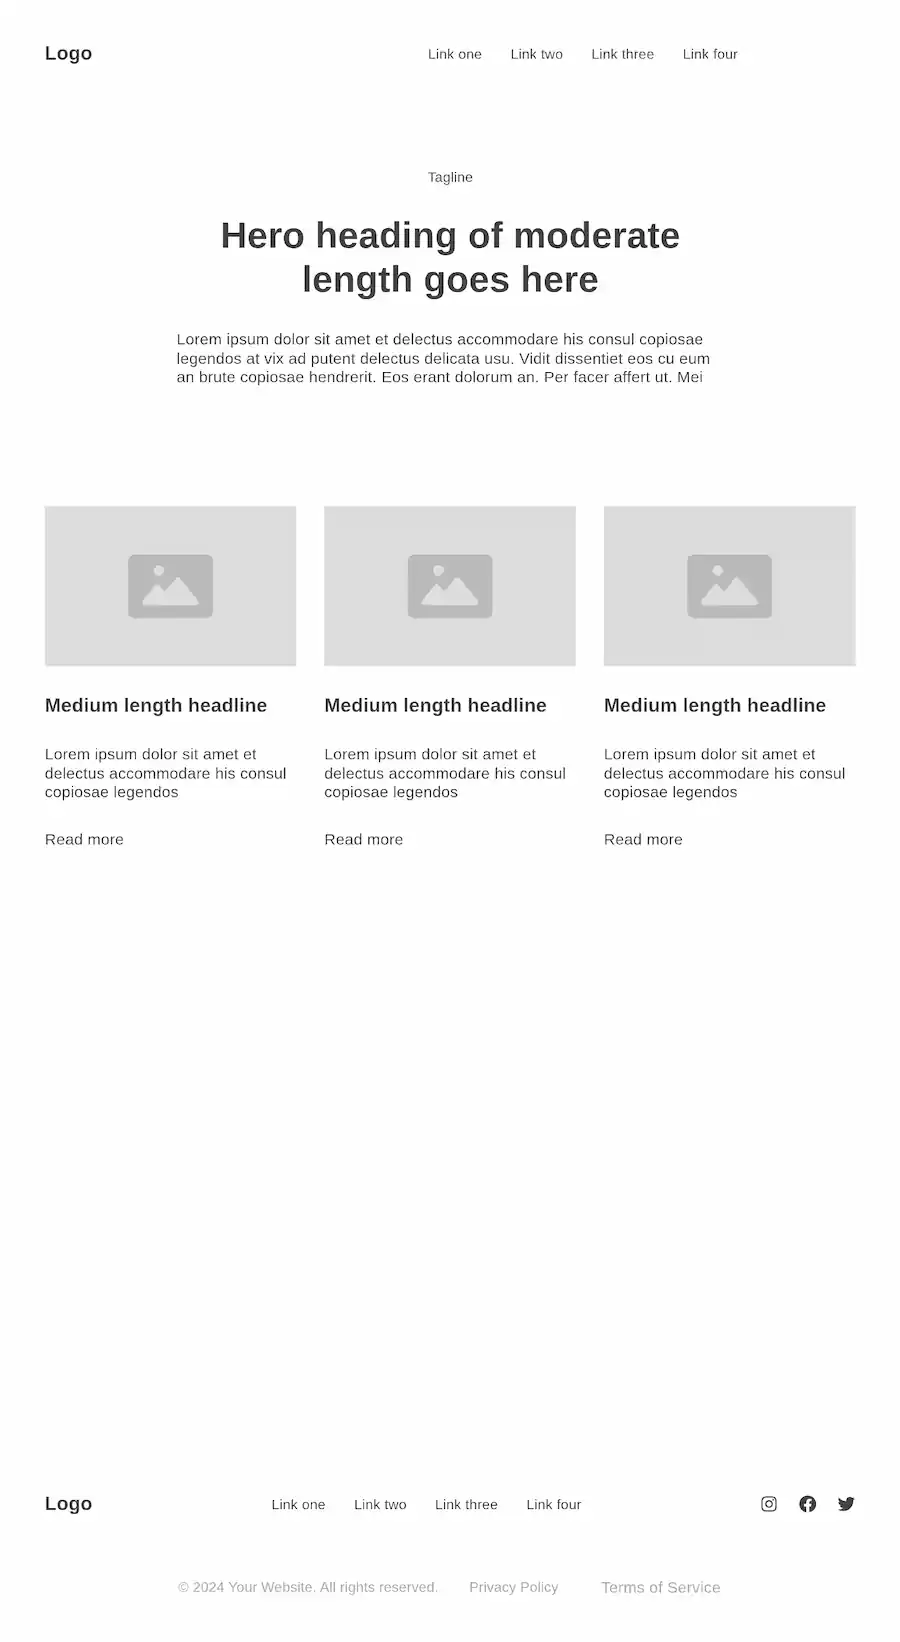 Logo
Link one Link two Link three Link four
Tagline
Hero heading of moderate
length goes here
Lorem ipsum dolor sit amet et delectus accommodare his consul copiosae
legendos at vix ad putent delectus delicata usu. Vidit dissentiet eos cu eum
an brute copiosae hendrerit. Eos erant dolorum an. Per facer affert ut. Mei
Medium length headline
Lorem ipsum dolor sit amet et
delectus accommodare his consul
copiosae legendos
Read more
Medium length headline
Lorem ipsum dolor sit amet et
delectus accommodare his consul
copiosae legendos
Read more
Medium length headline
Lorem ipsum dolor sit amet et
delectus accommodare his consul
copiosae legendos
Read more
Logo
Link one Link two Link three Link four
© 2024 Your Website. All rights reserved. Privacy Policy Terms of Service